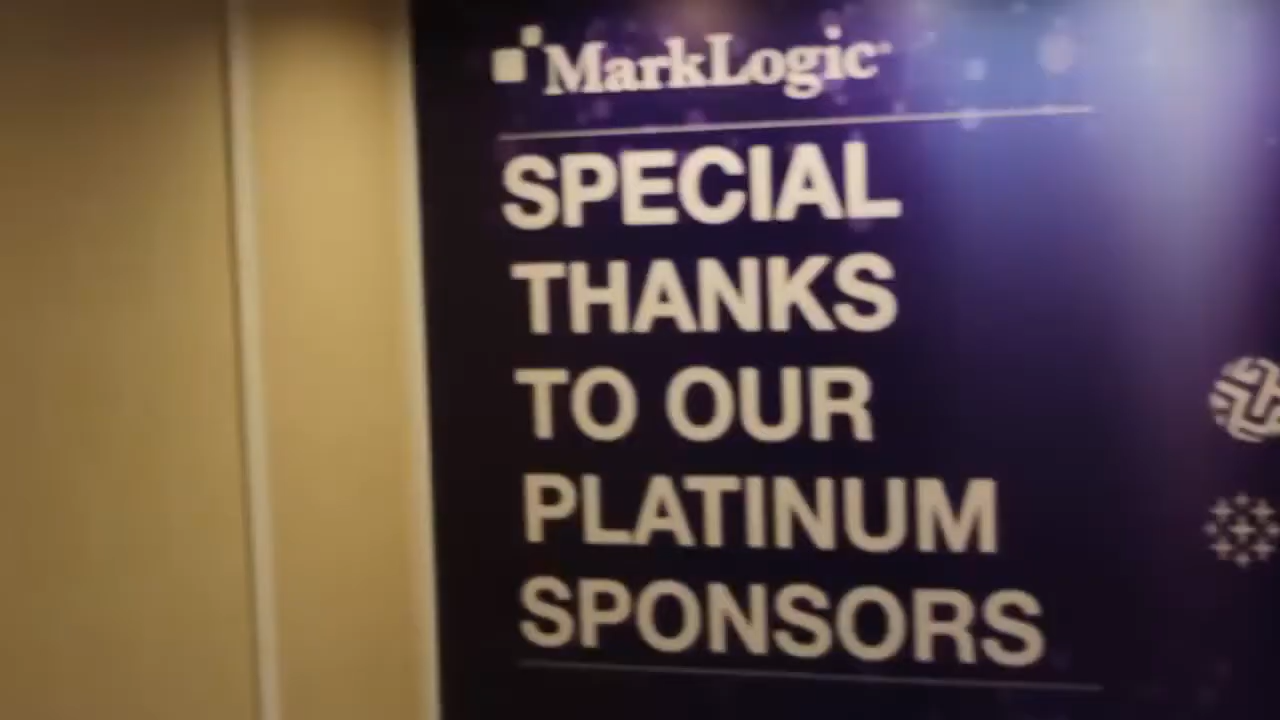 MarkLogic
SPECIAL
THANKS
TO OUR
PLATINUM
SPONSORS